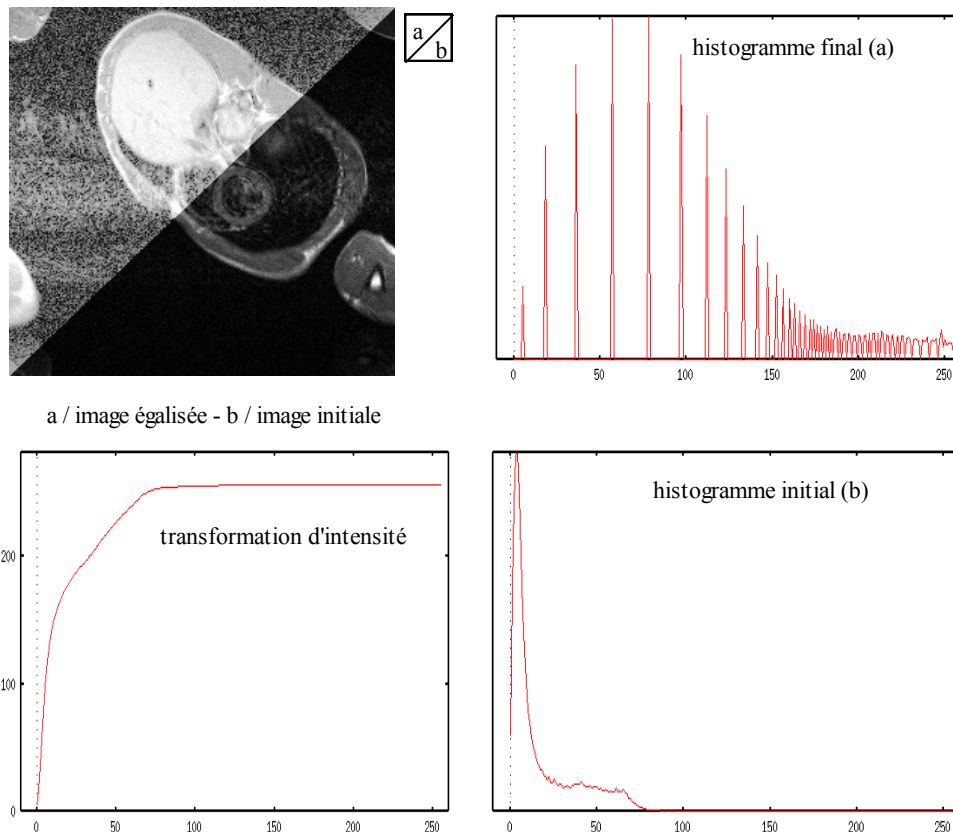 a
b
histogramme final (a)
0 50 100 150 200 250
a / image égalisée - b / image initiale
transformation d'intensité
200
100
0
0 50 100 150 200 250
histogramme initial (b)
0 50 100 150 200 250